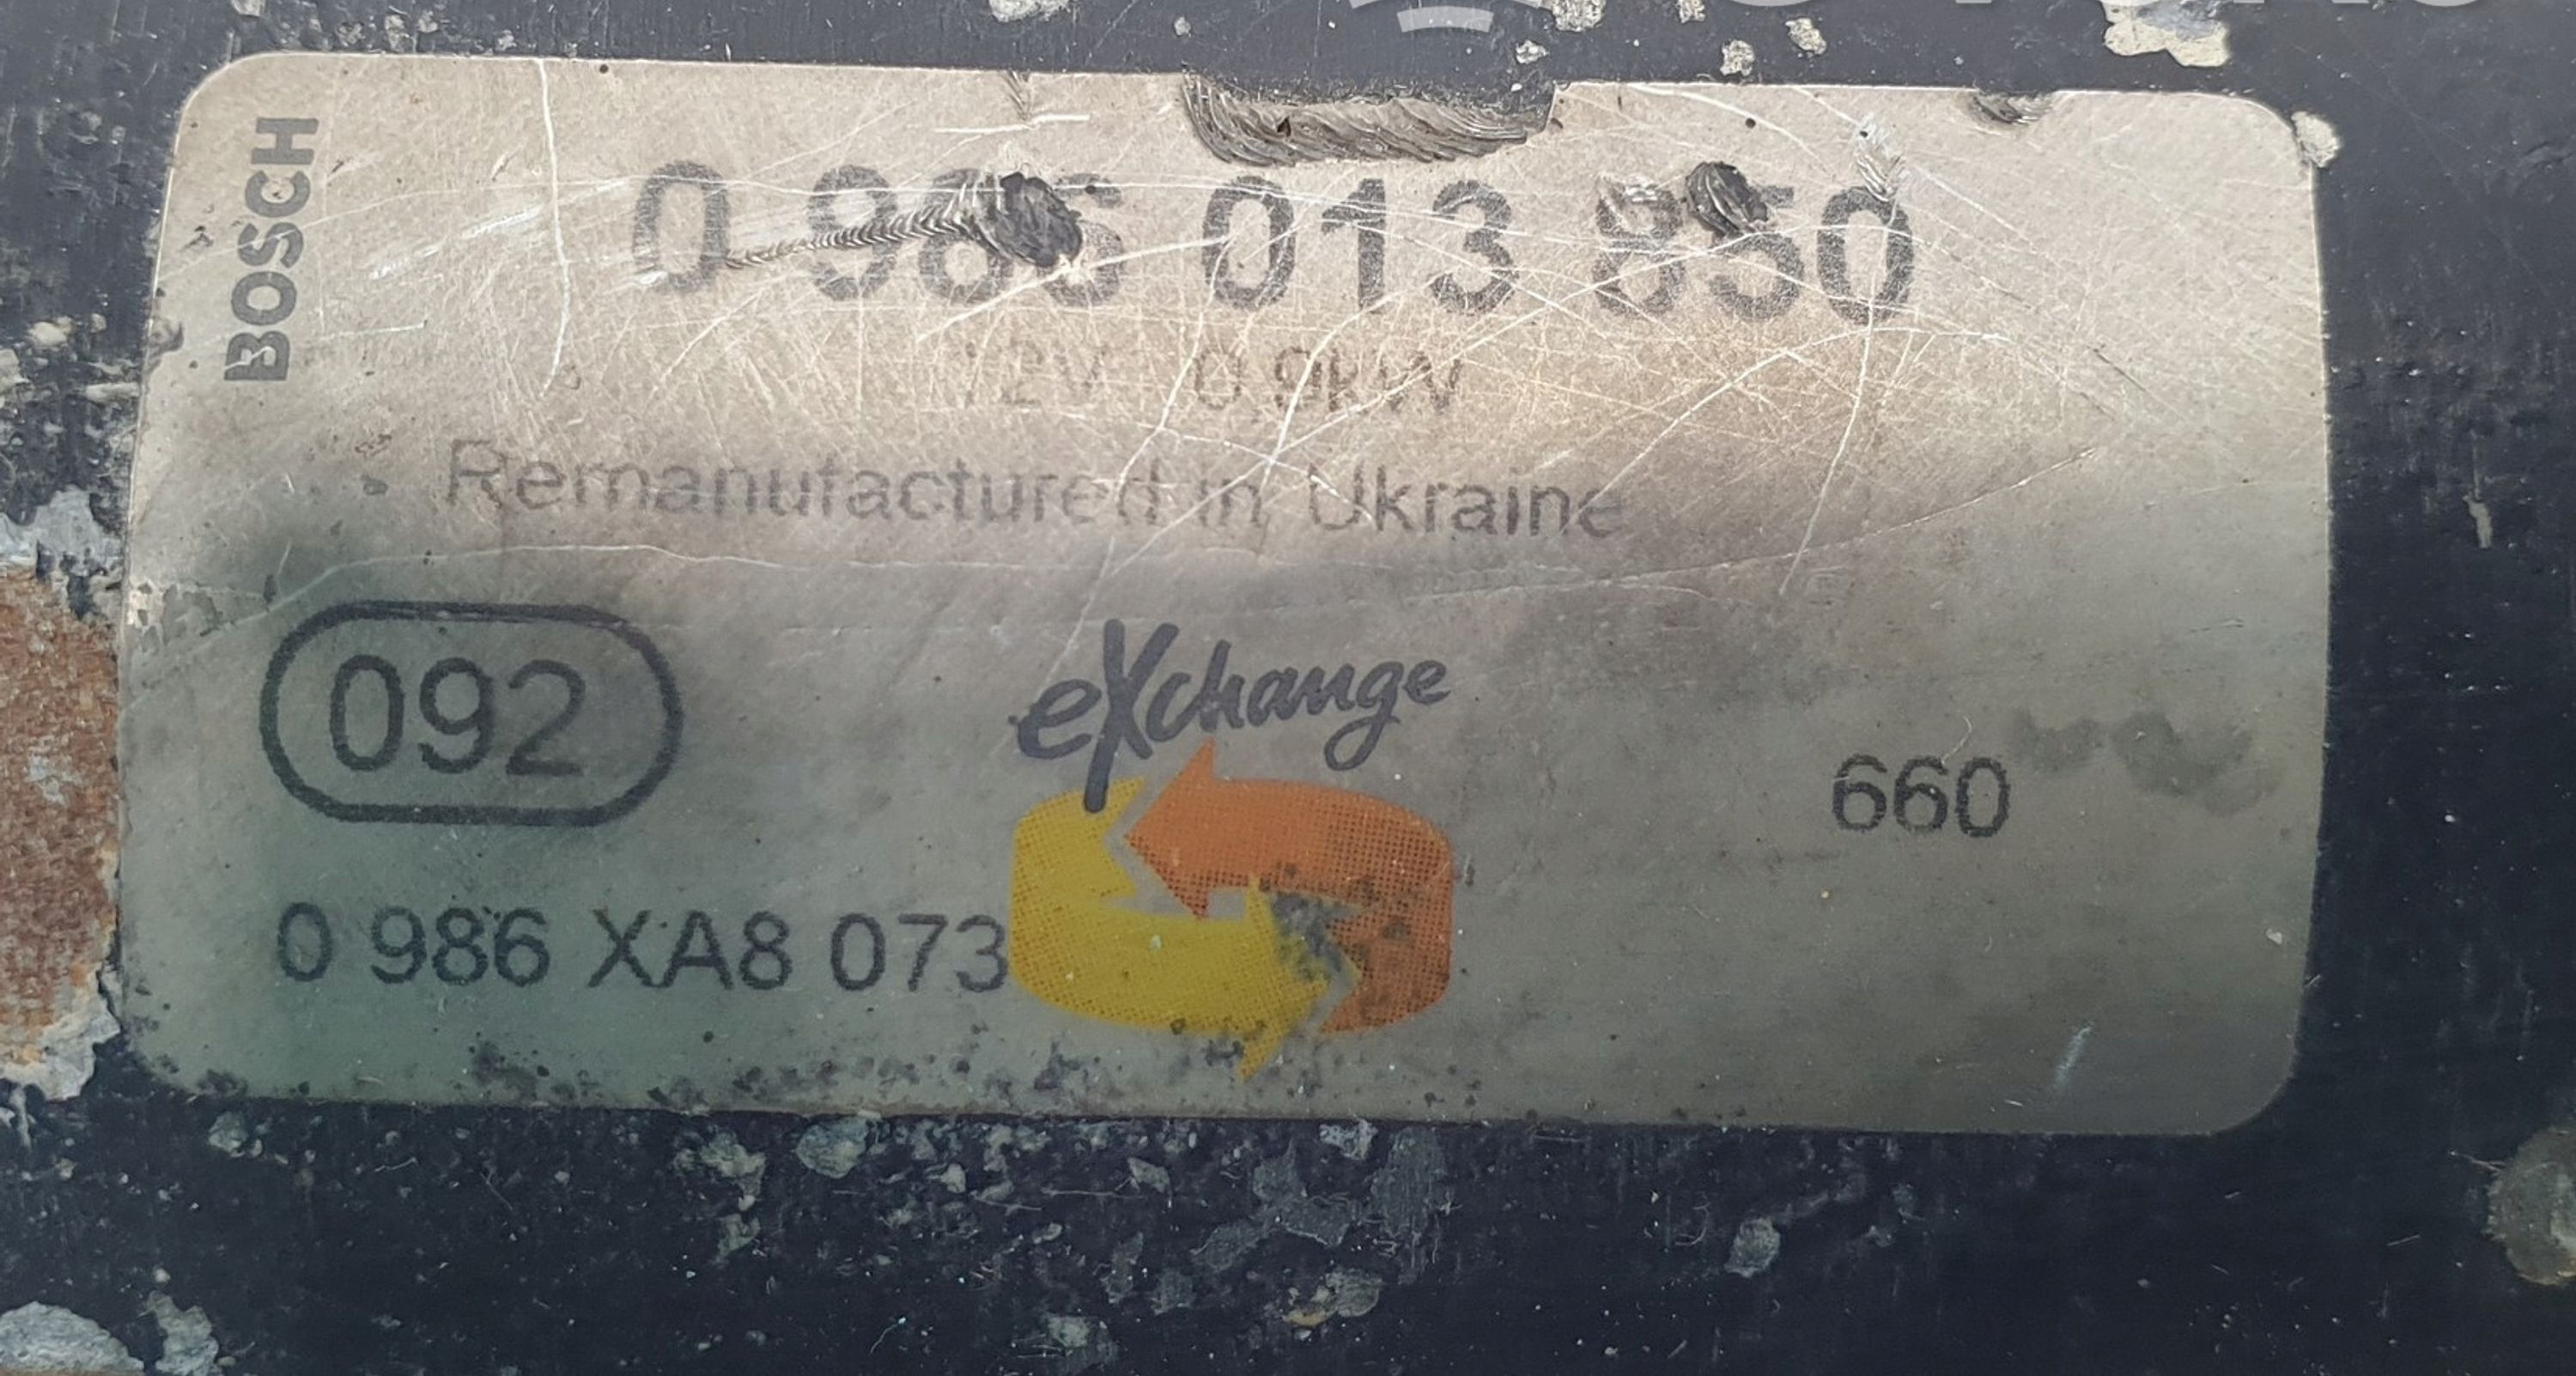 BOSCH
0 986 013 850
12V 0,9kW
Remanufactured in Ukraine
092
eXchange
660
0 986 XA8 073